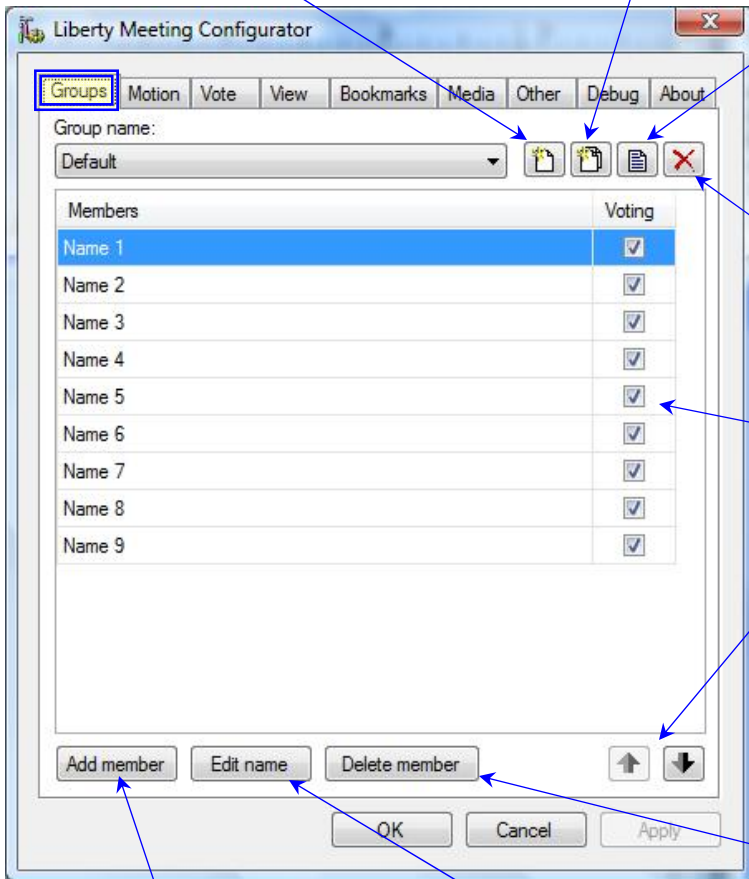 Liberty Meeting Configurator
Groups Motion Vote View Bookmarks Media Other Debug About
Group name:
Default
Members Voting
Name 1
Name 2
Name 3
Name 4
Name 5
Name 6
Name 7
Name 8
Name 9
Add member Edit name Delete member
OK Cancel Apply